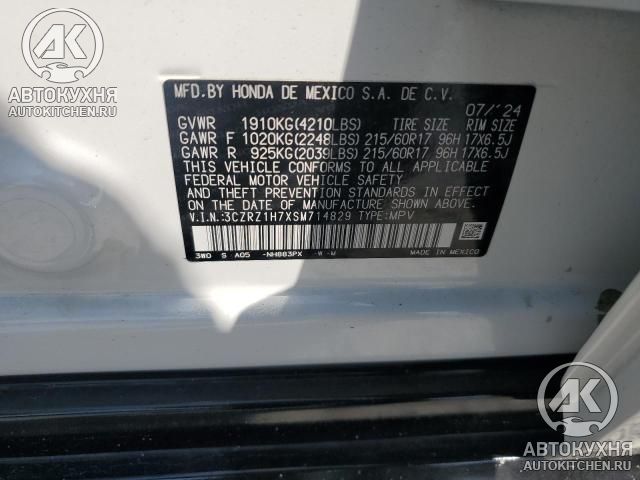 AK
АВТОКУХНЯ
AUTOKITCHEN.RU
MFD.BY HONDA DE MEXICO S.A. DE C.V.
07/'24
GVWR 1910KG(4210LBS) TIRE SIZE RIM SIZE
GAWR F 1020KG(2248LBS) 215/60R17 96H 17X6.5J
GAWR R 925KG(2039LBS) 215/60R17 96H 17X6.5J
THIS VEHICLE CONFORMS TO ALL APPLICABLE
FEDERAL MOTOR VEHICLE SAFETY
AND THEFT PREVENTION STANDARDS IN EFFECT
ON THE DATE OF MANUFACTURE SHOWN ABOVE.
V.I.N.:3CZRZ1H7XSM714829 TYPE:MPV
3W0 S A05 -NH883PX -W-M MADE IN MEXICO
AK
АВТОКУХНЯ
AUTOKITCHEN.RU